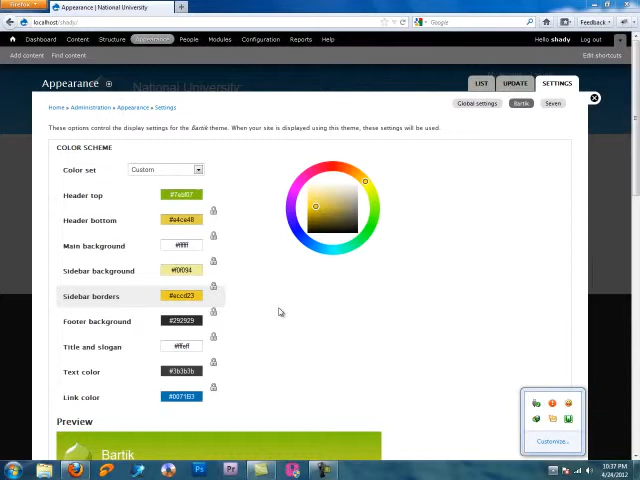 Firefox
Appearance | National University
localhost/shady/
Google
Feedback
Dashboard Content Structure Appearance People Modules Configuration Reports Help
Hello shady Log out
Add content Find content
Edit shortcuts
National University
Appearance
LIST UPDATE SETTINGS
Home » Administration » Appearance » Settings
Global settings Bartik Seven
These options control the display settings for the Bartik theme. When your site is displayed using this theme, these settings will be used.
COLOR SCHEME
Color set Custom
Header top #7ebf07
Header bottom #e4ce48
Main background #ffffff
Sidebar background #f0f094
Sidebar borders #eccd23
Footer background #292929
Title and slogan #fffeff
Text color #3b3b3b
Link color #0071B3
Preview
Bartik
Customize...
Ps Pr
10:37 PM
4/24/2012